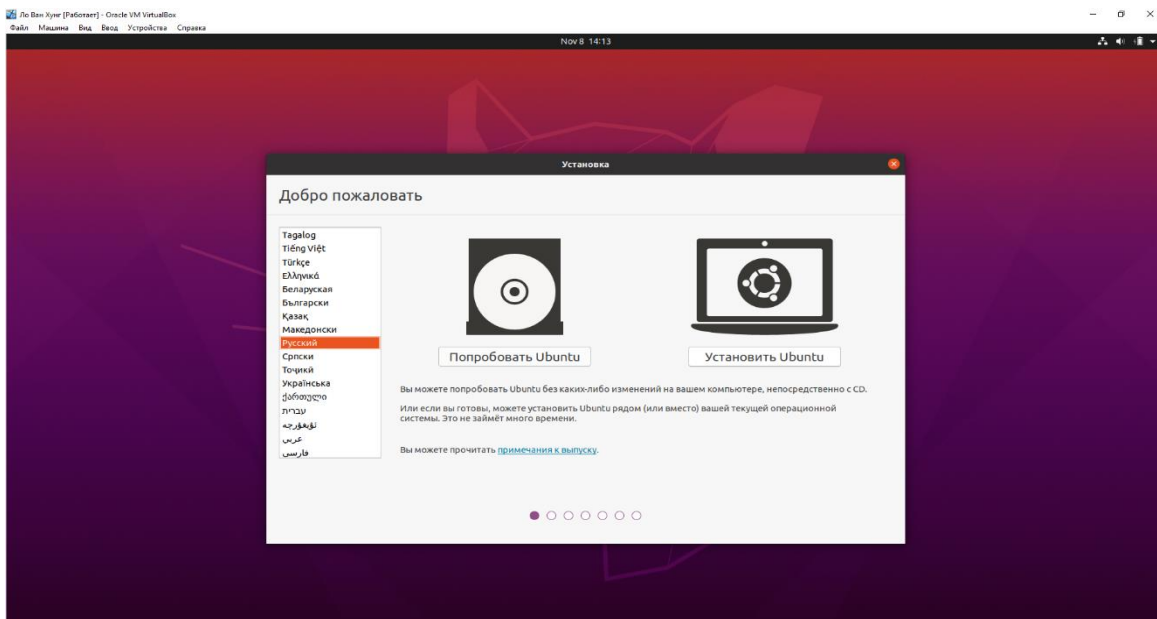 Ло Ван Хунг [Работает] - Oracle VM VirtualBox
Файл Машина Вид Ввод Устройства Справка
Nov 8 14:13
Установка
Добро пожаловать
Tagalog
Tiếng Việt
Türkçe
Ελληνικά
Беларуская
Български
Қазақ
Македонски
Русский
Српски
Тоҷикӣ
Українська
ქართული
עברית
ئۇيغۇرچە
عربي
فارسی
Попробовать Ubuntu
Установить Ubuntu
Вы можете попробовать Ubuntu без каких-либо изменений на вашем компьютере, непосредственно с CD.
Или если вы готовы, можете установить Ubuntu рядом (или вместо) вашей текущей операционной
системы. Это не займёт много времени.
Вы можете прочитать примечания к выпуску.